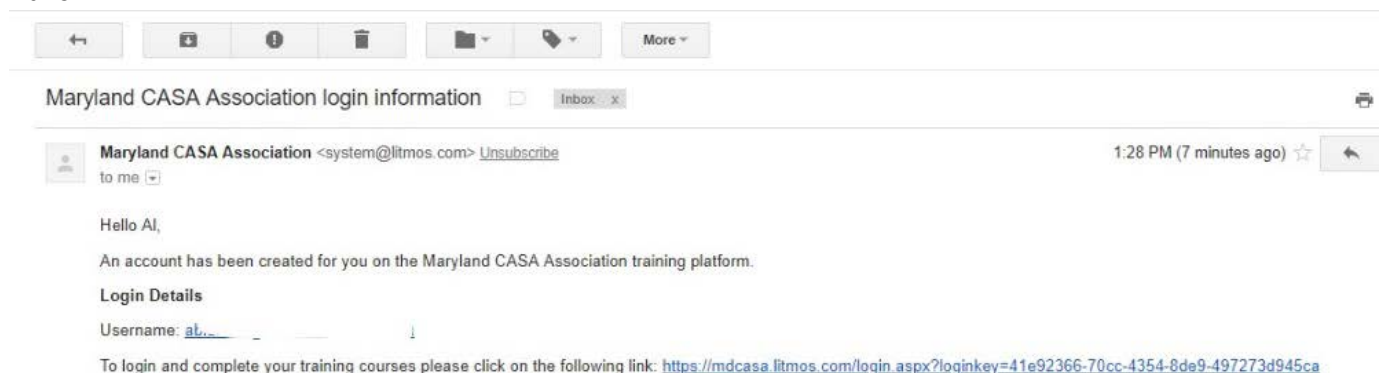 More
Maryland CASA Association login information Inbox x
Maryland CASA Association <system@litmos.com> Unsubscribe 1:28 PM (7 minutes ago)
to me
Hello Al,
An account has been created for you on the Maryland CASA Association training platform.
Login Details
Username:
To login and complete your training courses please click on the following link: https://mdcasa.litmos.com/login.aspx?loginkey=41e92366-70cc-4354-8de9-497273d945ca